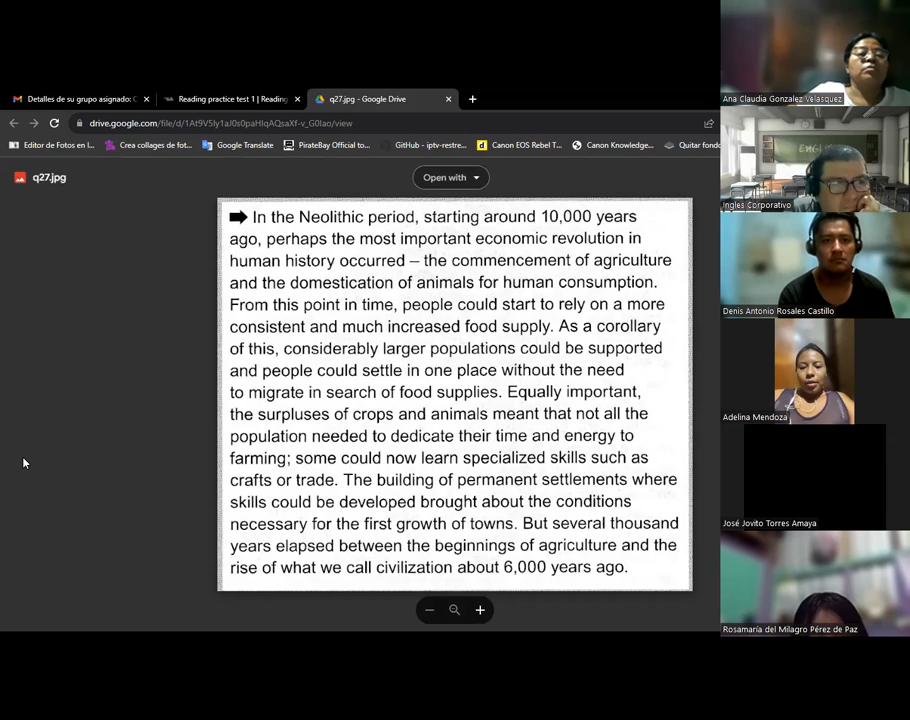 Detalles de su grupo asignado: C
Reading practice test 1 | Reading
q27.jpg - Google Drive
drive.google.com/file/d/1At9V5Iy1aJ0s0paHIqAQsaXf-v_G0Iao/view
Editor de Fotos en l...
Crea collages de fot...
Google Translate
PirateBay Official to...
GitHub - iptv-restre...
Canon EOS Rebel T...
Canon Knowledge...
Quitar fondo
q27.jpg
Open with
In the Neolithic period, starting around 10,000 years
ago, perhaps the most important economic revolution in
human history occurred – the commencement of agriculture
and the domestication of animals for human consumption.
From this point in time, people could start to rely on a more
consistent and much increased food supply. As a corollary
of this, considerably larger populations could be supported
and people could settle in one place without the need
to migrate in search of food supplies. Equally important,
the surpluses of crops and animals meant that not all the
population needed to dedicate their time and energy to
farming; some could now learn specialized skills such as
crafts or trade. The building of permanent settlements where
skills could be developed brought about the conditions
necessary for the first growth of towns. But several thousand
years elapsed between the beginnings of agriculture and the
rise of what we call civilization about 6,000 years ago.
Ana Claudia Gonzalez Velasquez
Ingles Corporativo
Denis Antonio Rosales Castillo
Adelina Mendoza
José Jovito Torres Amaya
Rosamaría del Milagro Pérez de Paz